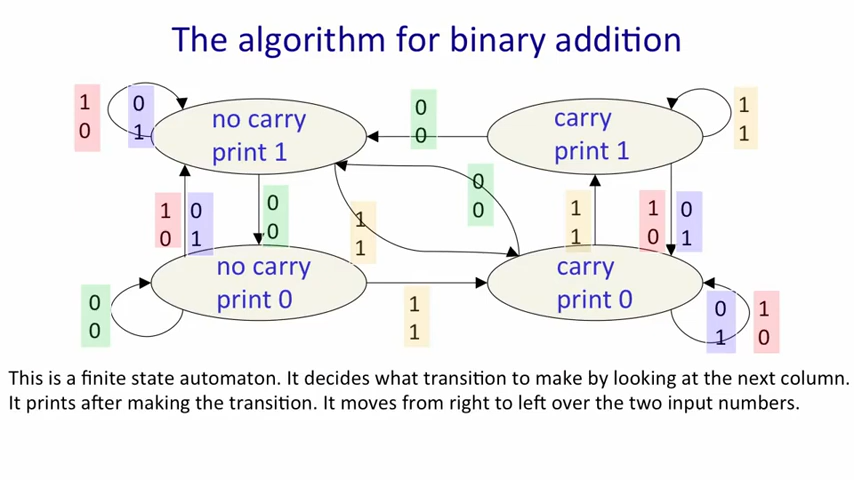 The algorithm for binary addition
1 0
0 1
no carry
print 1
0
0
carry
print 1
1
1
1 0
0 1
0
0
1
1
0
0
1
1
1 0
0 1
no carry
print 0
carry
print 0
0
0
1
1
0 1
1 0
This is a finite state automaton. It decides what transition to make by looking at the next column.
It prints after making the transition. It moves from right to left over the two input numbers.